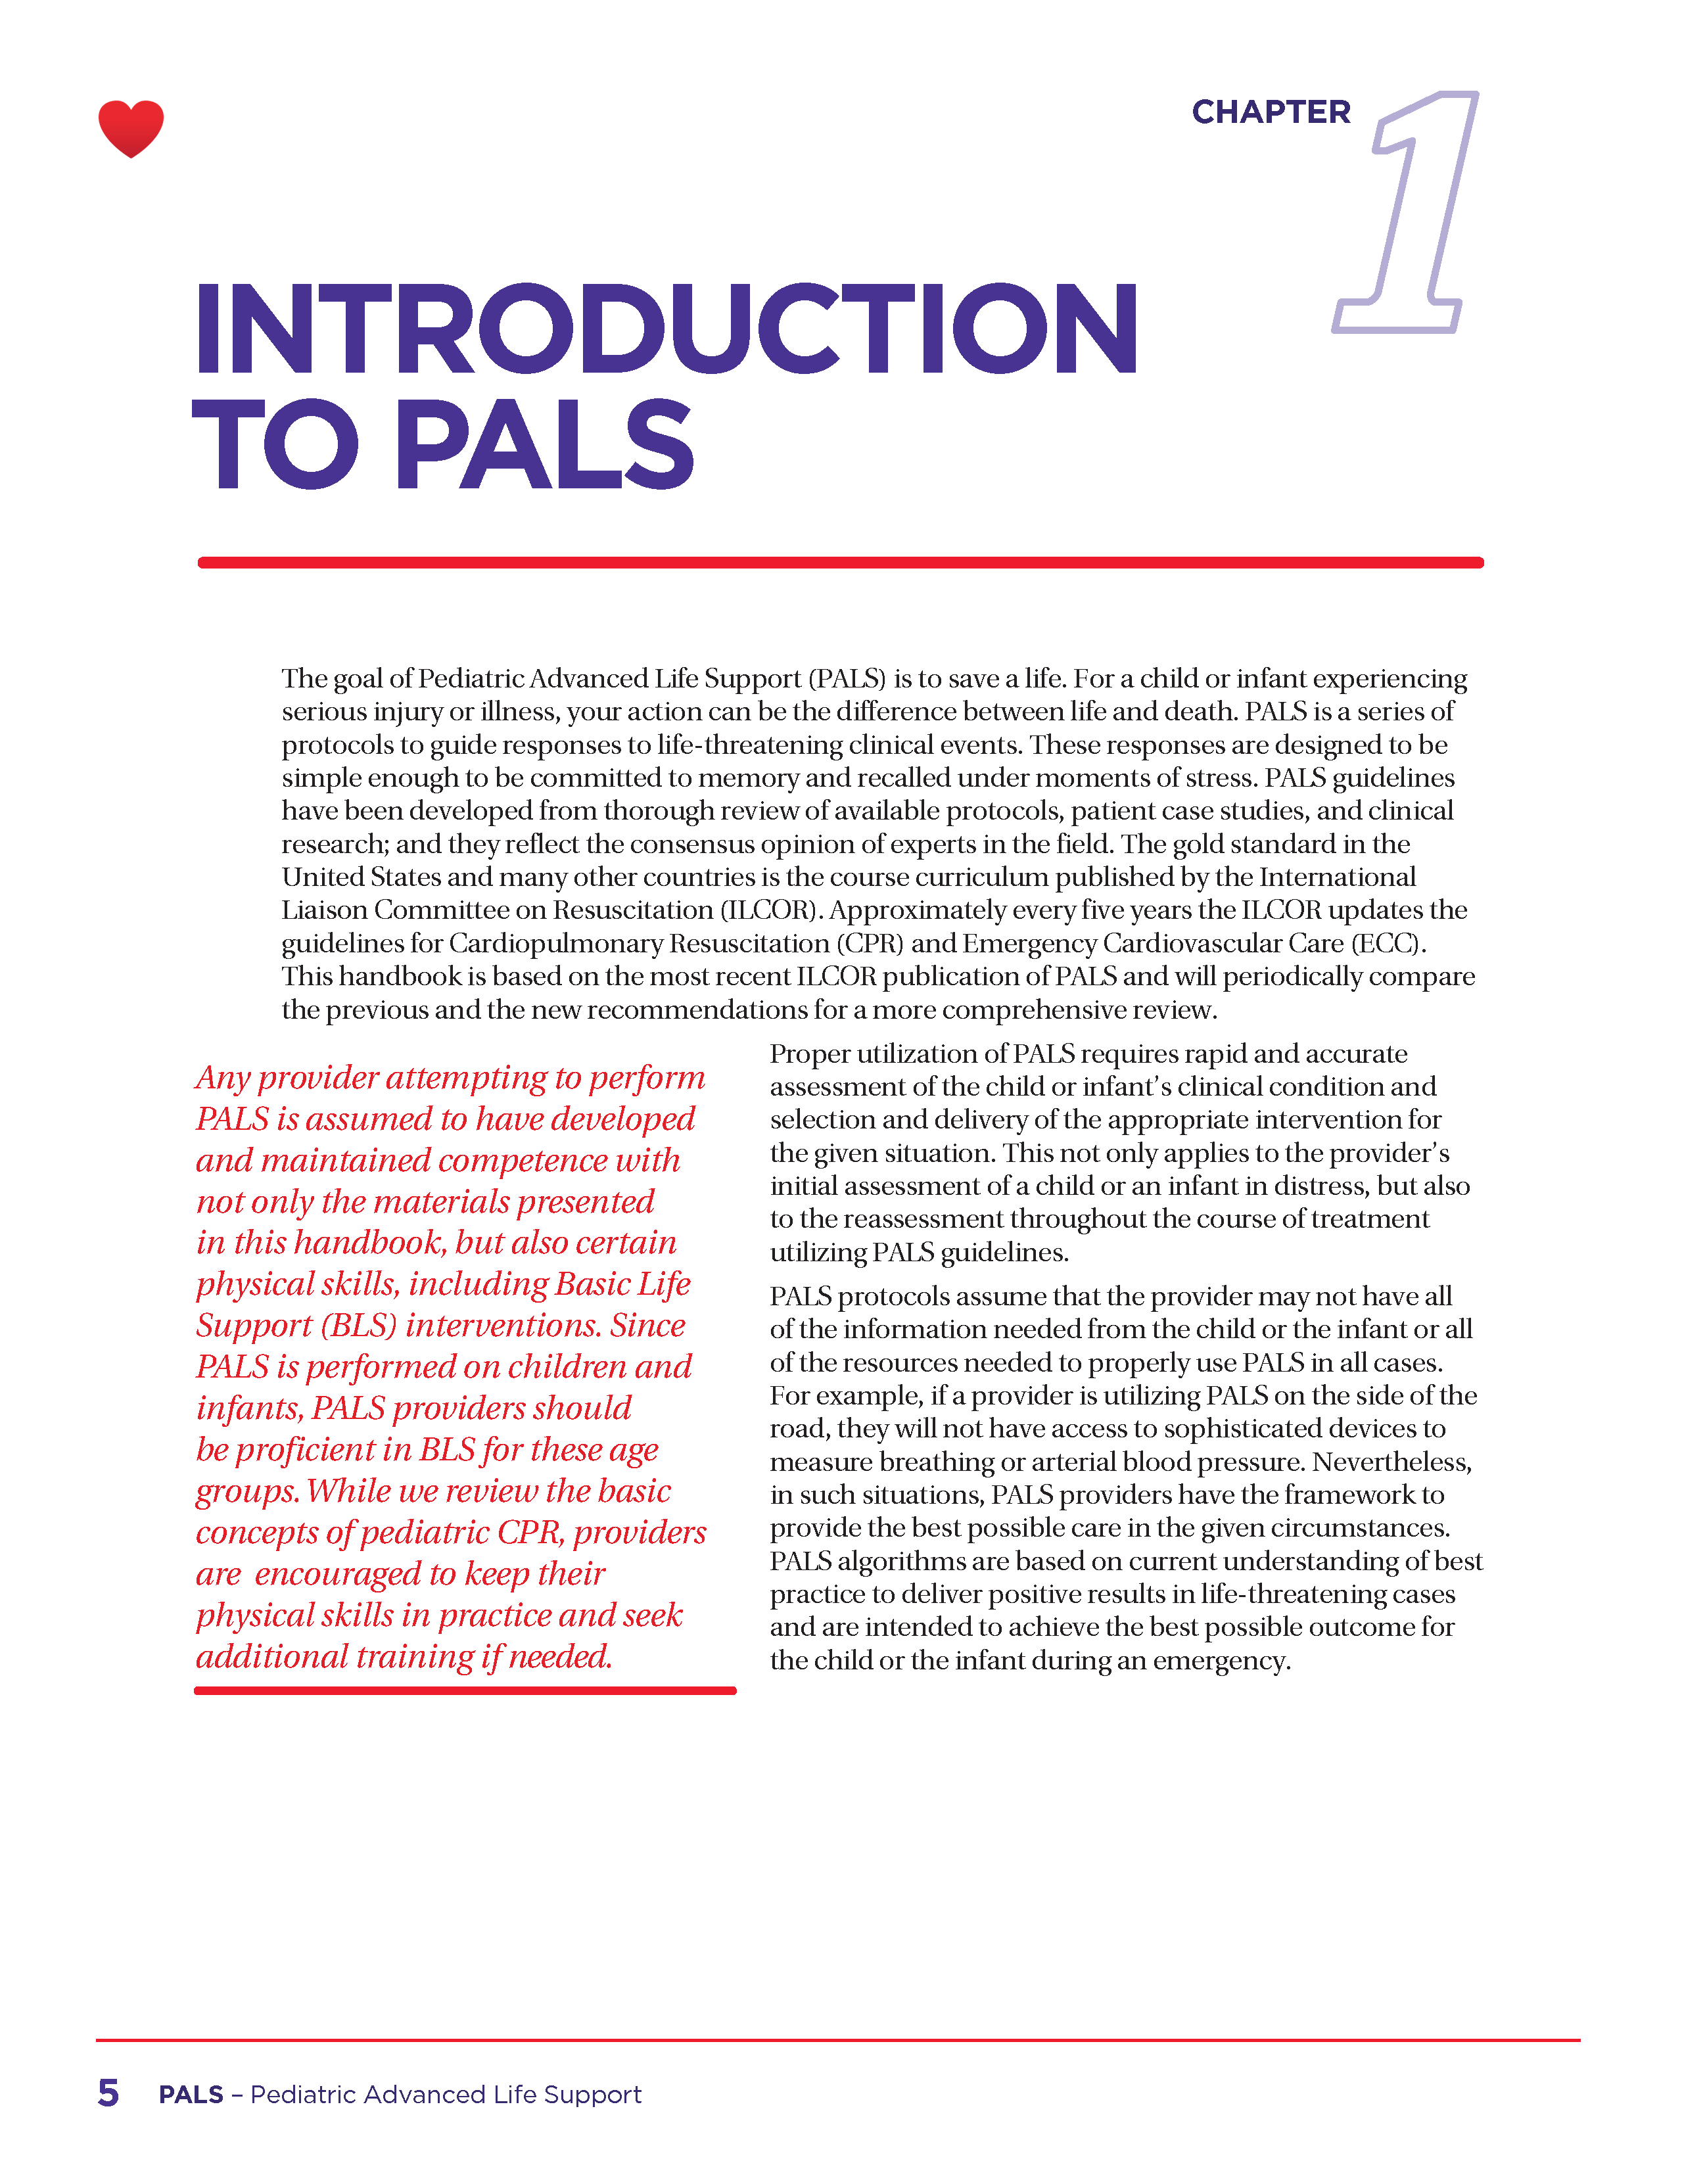 CHAPTER 1
INTRODUCTION
TO PALS
The goal of Pediatric Advanced Life Support (PALS) is to save a life. For a child or infant experiencing
serious injury or illness, your action can be the difference between life and death. PALS is a series of
protocols to guide responses to life-threatening clinical events. These responses are designed to be
simple enough to be committed to memory and recalled under moments of stress. PALS guidelines
have been developed from thorough review of available protocols, patient case studies, and clinical
research; and they reflect the consensus opinion of experts in the field. The gold standard in the
United States and many other countries is the course curriculum published by the International
Liaison Committee on Resuscitation (ILCOR). Approximately every five years the ILCOR updates the
guidelines for Cardiopulmonary Resuscitation (CPR) and Emergency Cardiovascular Care (ECC).
This handbook is based on the most recent ILCOR publication of PALS and will periodically compare
the previous and the new recommendations for a more comprehensive review.
Any provider attempting to perform
PALS is assumed to have developed
and maintained competence with
not only the materials presented
in this handbook, but also certain
physical skills, including Basic Life
Support (BLS) interventions. Since
PALS is performed on children and
infants, PALS providers should
be proficient in BLS for these age
groups. While we review the basic
concepts of pediatric CPR, providers
are encouraged to keep their
physical skills in practice and seek
additional training if needed.
Proper utilization of PALS requires rapid and accurate
assessment of the child or infant’s clinical condition and
selection and delivery of the appropriate intervention for
the given situation. This not only applies to the provider’s
initial assessment of a child or an infant in distress, but also
to the reassessment throughout the course of treatment
utilizing PALS guidelines.
PALS protocols assume that the provider may not have all
of the information needed from the child or the infant or all
of the resources needed to properly use PALS in all cases.
For example, if a provider is utilizing PALS on the side of the
road, they will not have access to sophisticated devices to
measure breathing or arterial blood pressure. Nevertheless,
in such situations, PALS providers have the framework to
provide the best possible care in the given circumstances.
PALS algorithms are based on current understanding of best
practice to deliver positive results in life-threatening cases
and are intended to achieve the best possible outcome for
the child or the infant during an emergency.
5 PALS – Pediatric Advanced Life Support